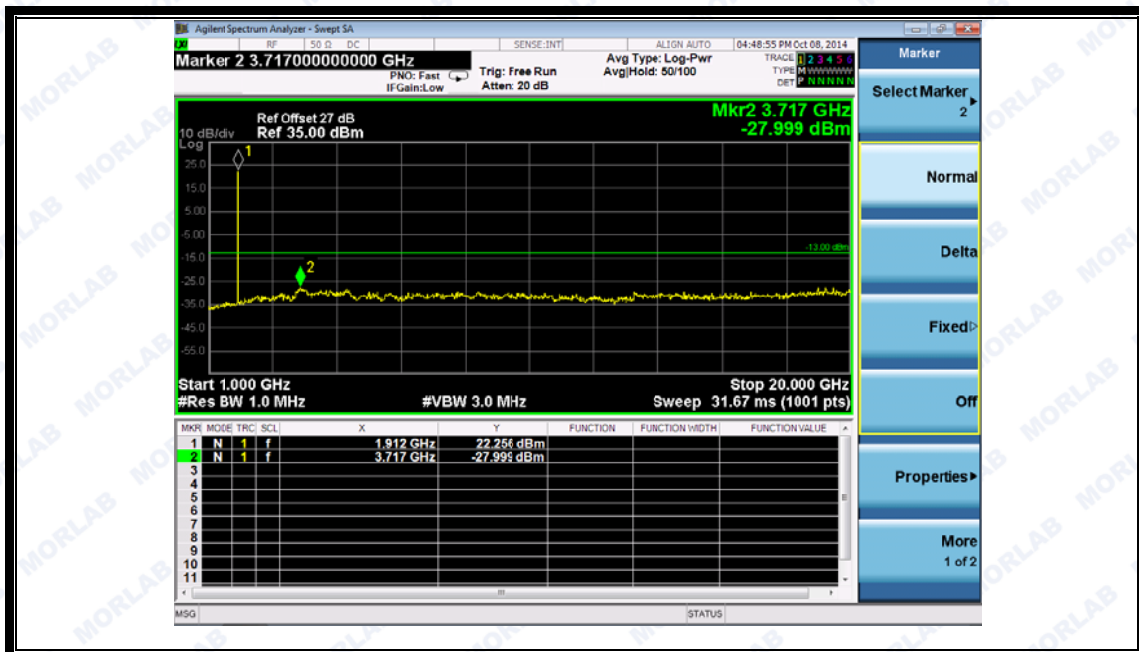 Agilent Spectrum Analyzer - Swept SA
RF 50 Ω DC SENSE:INT ALIGN AUTO 04:48:55 PM Oct 08, 2014
Marker 2 3.717000000000 GHz
PNO: Fast
IFGain:Low
Trig: Free Run
Atten: 20 dB
Avg Type: Log-Pwr
Avg|Hold: 50/100
TRACE 1 2 3 4 5 6
TYPE M WWWWW
DET P N N N N N
Mkr2 3.717 GHz
-27.999 dBm
Ref Offset 27 dB
10 dB/div Ref 35.00 dBm
Log
25.0
15.0
5.00
-5.00
-15.0
-25.0
-35.0
-45.0
-55.0
1
2
-13.00 dBm
Start 1.000 GHz Stop 20.000 GHz
#Res BW 1.0 MHz #VBW 3.0 MHz Sweep 31.67 ms (1001 pts)
MKR MODE TRC SCL X Y FUNCTION FUNCTION WIDTH FUNCTION VALUE
1 N 1 f 1.912 GHz 22.256 dBm
2 N 1 f 3.717 GHz -27.999 dBm
3
4
5
6
7
8
9
10
11
MSG STATUS
Marker
Select Marker
2
Normal
Delta
Fixed
Off
Properties
More
1 of 2
MORLAB